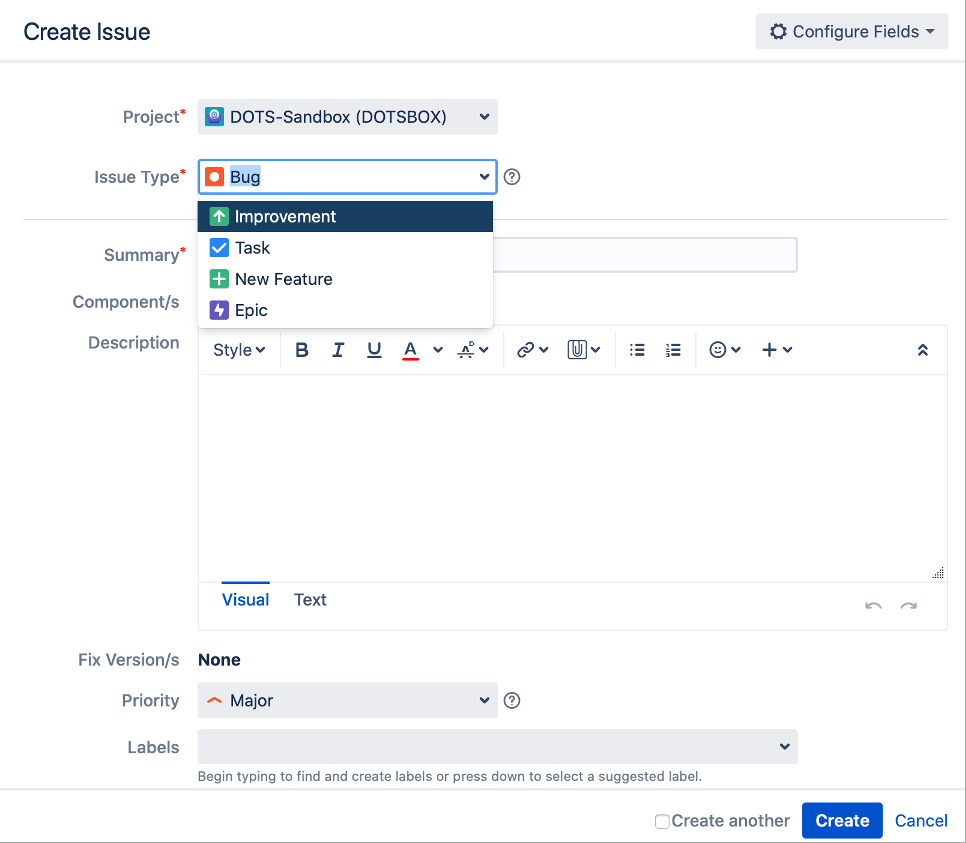 Create Issue
Configure Fields
Project*
DOTS-Sandbox (DOTSBOX)
Issue Type*
Bug
Improvement
Task
New Feature
Epic
Summary*
Component/s
Description
Style B I U A
Visual Text
Fix Version/s None
Priority Major
Labels
Begin typing to find and create labels or press down to select a suggested label.
Create another Create Cancel